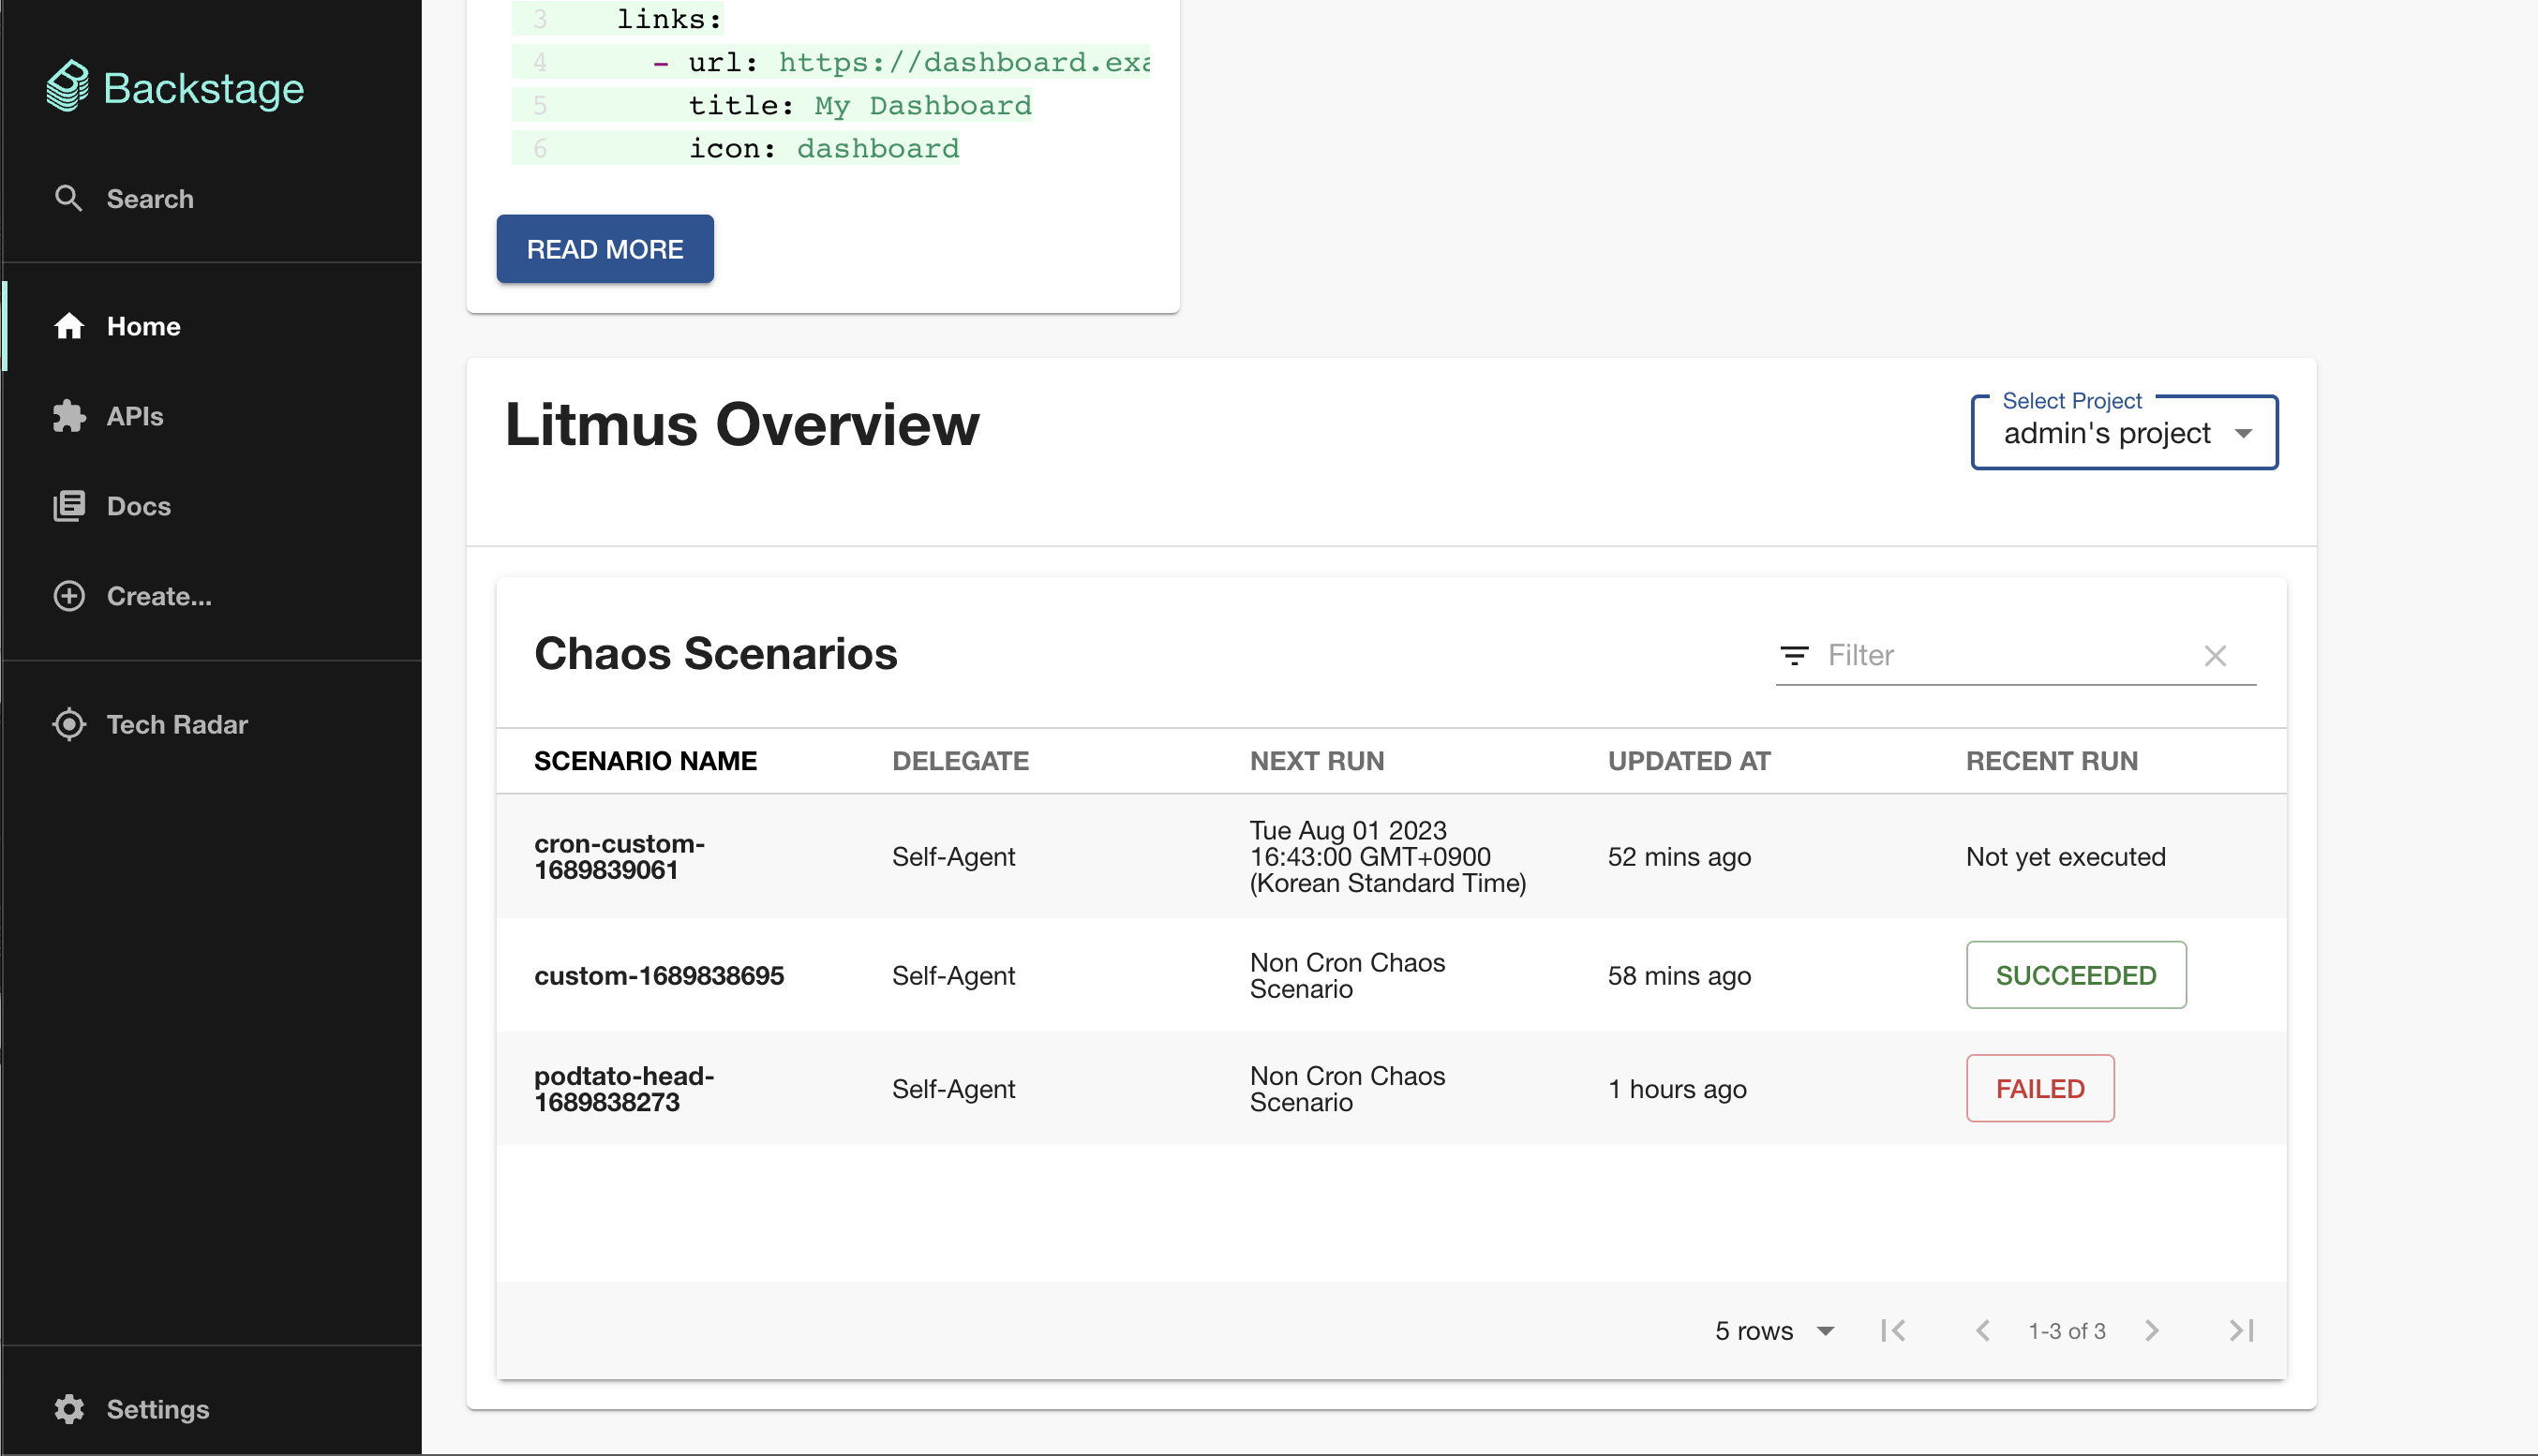 Backstage
Search
Home
APIs
Docs
Create...
Tech Radar
Settings
3 links:
4 - url: https://dashboard.exa
5 title: My Dashboard
6 icon: dashboard
READ MORE
Litmus Overview
Select Project
admin's project
Chaos Scenarios
Filter
SCENARIO NAME DELEGATE NEXT RUN UPDATED AT RECENT RUN
cron-custom-
1689839061
Self-Agent
Tue Aug 01 2023
16:43:00 GMT+0900
(Korean Standard Time)
52 mins ago
Not yet executed
custom-1689838695
Self-Agent
Non Cron Chaos
Scenario
58 mins ago
SUCCEEDED
podtato-head-
1689838273
Self-Agent
Non Cron Chaos
Scenario
1 hours ago
FAILED
5 rows
1-3 of 3